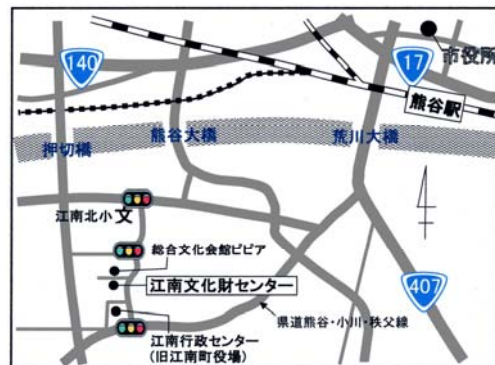 市役所
140
17
熊谷駅
押切橋
熊谷大橋
荒川大橋
江南北小 文
総合文化会館ピピア
江南文化財センター
407
県道熊谷・小川・秩父線
江南行政センター
(旧江南町役場)